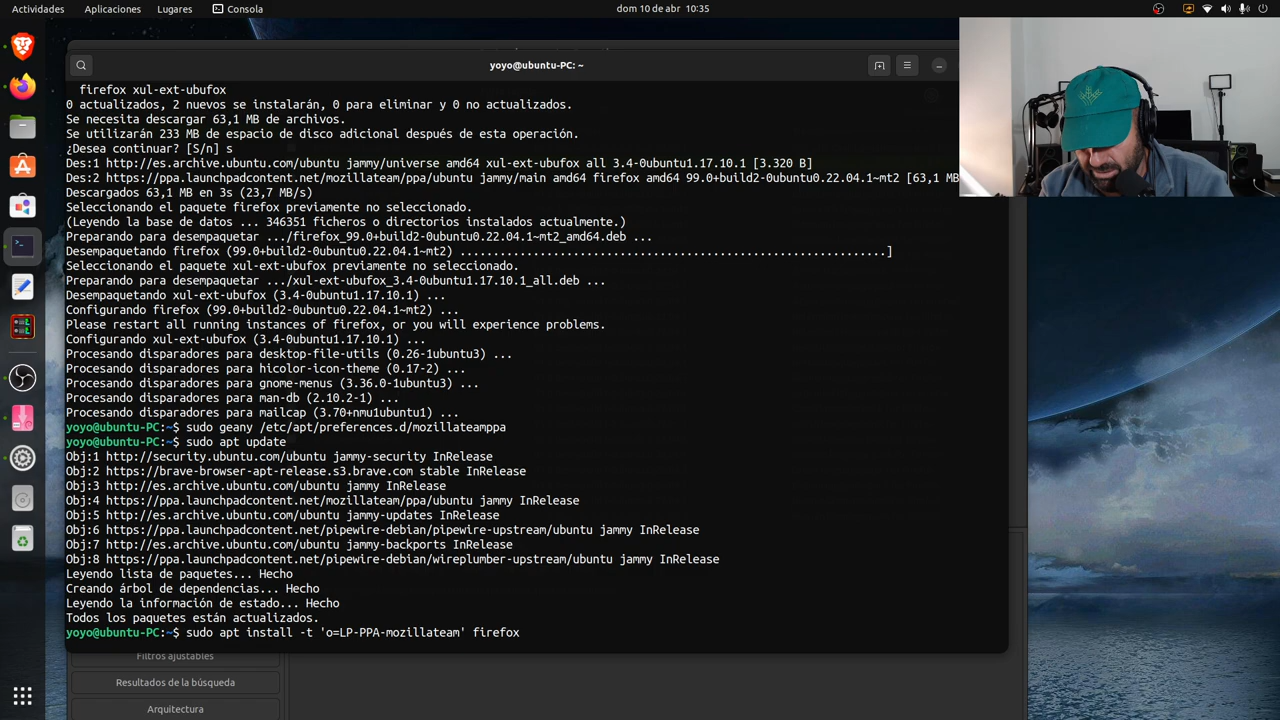 Actividades Aplicaciones Lugares Consola dom 10 de abr 10:35
yoyo@ubuntu-PC: ~
firefox xul-ext-ubufox
0 actualizados, 2 nuevos se instalarán, 0 para eliminar y 0 no actualizados.
Se necesita descargar 63,1 MB de archivos.
Se utilizarán 233 MB de espacio de disco adicional después de esta operación.
¿Desea continuar? [S/n] s
Des:1 http://es.archive.ubuntu.com/ubuntu jammy/universe amd64 xul-ext-ubufox all 3.4-0ubuntu1.17.10.1 [3.320 B]
Des:2 https://ppa.launchpadcontent.net/mozillateam/ppa/ubuntu jammy/main amd64 firefox amd64 99.0+build2-0ubuntu0.22.04.1~mt2 [63,1 MB
Descargados 63,1 MB en 3s (23,7 MB/s)
Seleccionando el paquete firefox previamente no seleccionado.
(Leyendo la base de datos ... 346351 ficheros o directorios instalados actualmente.)
Preparando para desempaquetar .../firefox_99.0+build2-0ubuntu0.22.04.1~mt2_amd64.deb ...
Desempaquetando firefox (99.0+build2-0ubuntu0.22.04.1~mt2) ................................................................]
Seleccionando el paquete xul-ext-ubufox previamente no seleccionado.
Preparando para desempaquetar .../xul-ext-ubufox_3.4-0ubuntu1.17.10.1_all.deb ...
Desempaquetando xul-ext-ubufox (3.4-0ubuntu1.17.10.1) ...
Configurando firefox (99.0+build2-0ubuntu0.22.04.1~mt2) ...
Please restart all running instances of firefox, or you will experience problems.
Configurando xul-ext-ubufox (3.4-0ubuntu1.17.10.1) ...
Procesando disparadores para desktop-file-utils (0.26-1ubuntu3) ...
Procesando disparadores para hicolor-icon-theme (0.17-2) ...
Procesando disparadores para gnome-menus (3.36.0-1ubuntu3) ...
Procesando disparadores para man-db (2.10.2-1) ...
Procesando disparadores para mailcap (3.70+nmu1ubuntu1) ...
yoyo@ubuntu-PC:~$ sudo geany /etc/apt/preferences.d/mozillateamppa
yoyo@ubuntu-PC:~$ sudo apt update
Obj:1 http://security.ubuntu.com/ubuntu jammy-security InRelease
Obj:2 https://brave-browser-apt-release.s3.brave.com stable InRelease
Obj:3 http://es.archive.ubuntu.com/ubuntu jammy InRelease
Obj:4 https://ppa.launchpadcontent.net/mozillateam/ppa/ubuntu jammy InRelease
Obj:5 http://es.archive.ubuntu.com/ubuntu jammy-updates InRelease
Obj:6 https://ppa.launchpadcontent.net/pipewire-debian/pipewire-upstream/ubuntu jammy InRelease
Obj:7 http://es.archive.ubuntu.com/ubuntu jammy-backports InRelease
Obj:8 https://ppa.launchpadcontent.net/pipewire-debian/wireplumber-upstream/ubuntu jammy InRelease
Leyendo lista de paquetes... Hecho
Creando árbol de dependencias... Hecho
Leyendo la información de estado... Hecho
Todos los paquetes están actualizados.
yoyo@ubuntu-PC:~$ sudo apt install -t 'o=LP-PPA-mozillateam' firefox
Filtros ajustables
Resultados de la búsqueda
Arquitectura